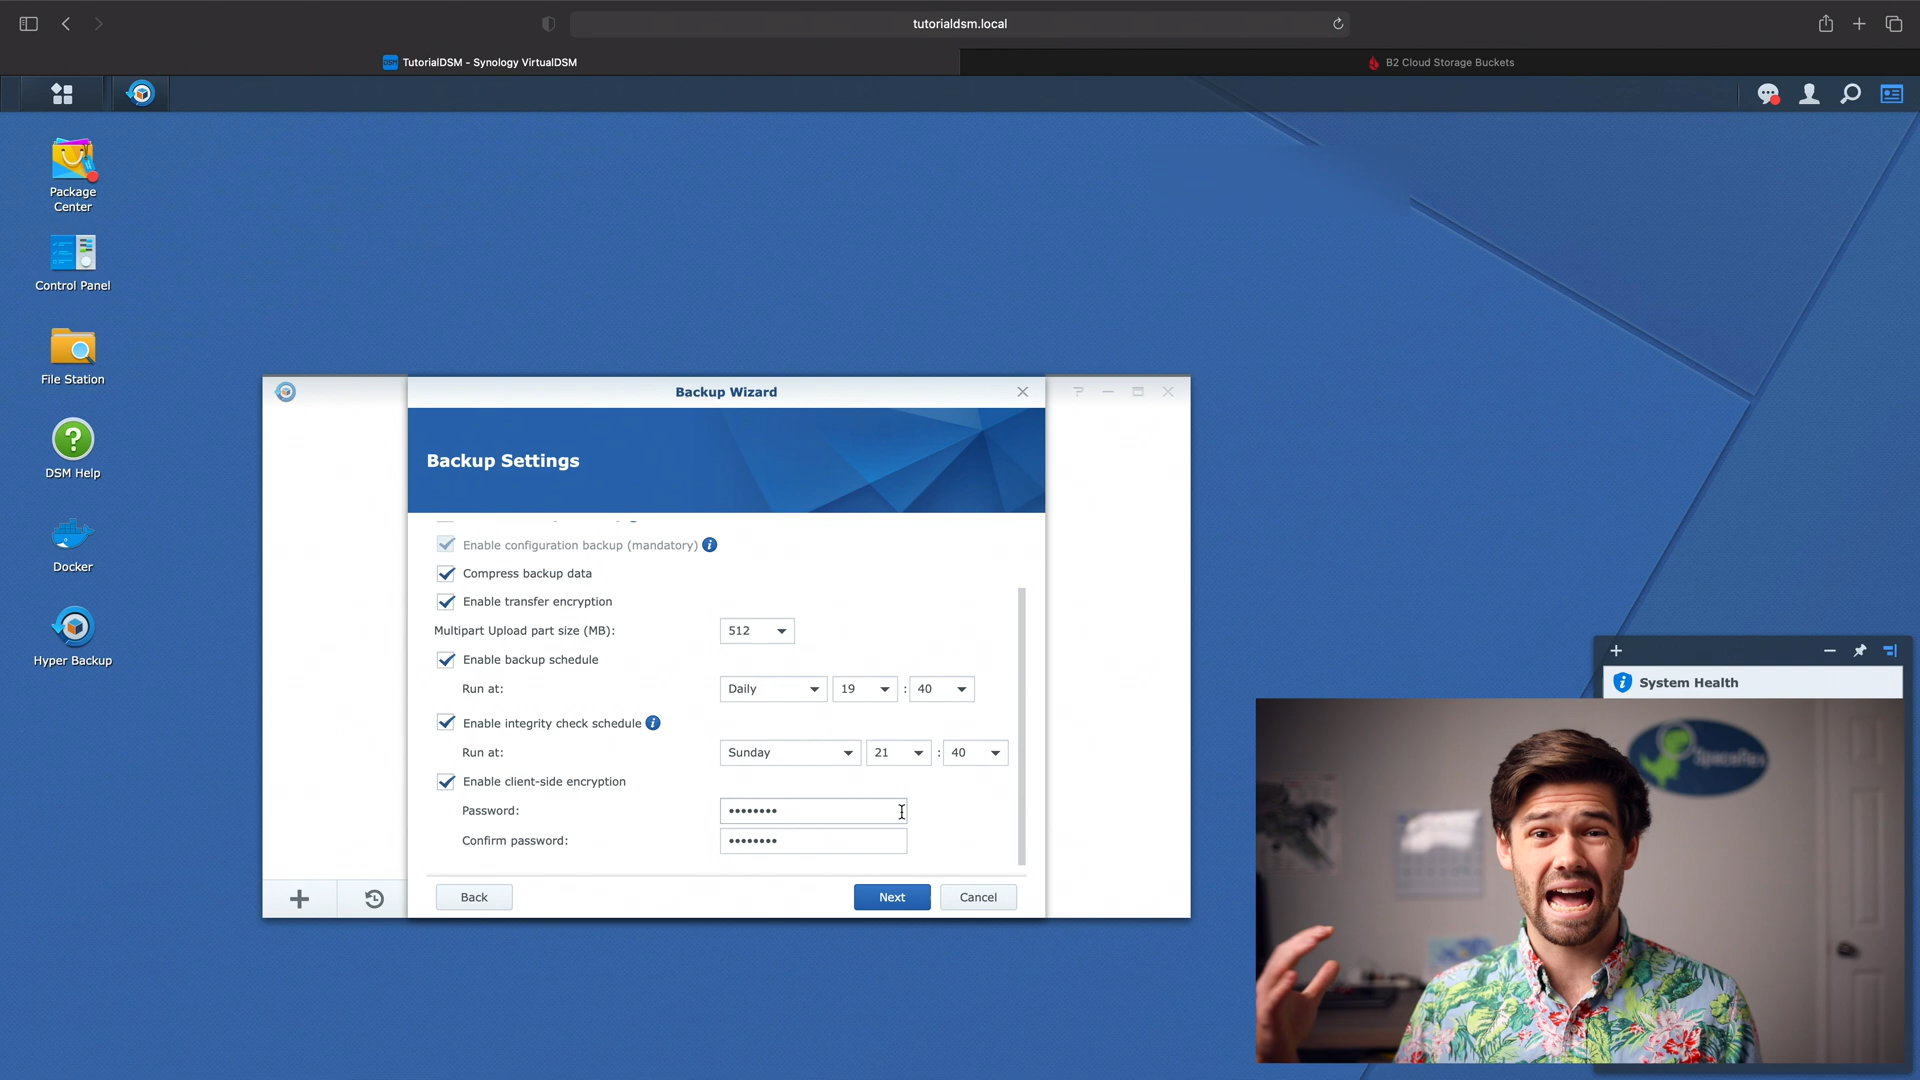 tutorialdsm.local
TutorialDSM - Synology VirtualDSM
B2 Cloud Storage Buckets
Package
Center
Control Panel
File Station
DSM Help
Docker
Hyper Backup
Backup Wizard
Backup Settings
Enable configuration backup (mandatory)
Compress backup data
Enable transfer encryption
Multipart Upload part size (MB): 512
Enable backup schedule
Run at: Daily 19 : 40
Enable integrity check schedule
Run at: Sunday 21 : 40
Enable client-side encryption
Password: ••••••••
Confirm password: ••••••••
Back Next Cancel
System Health
SpaceRex